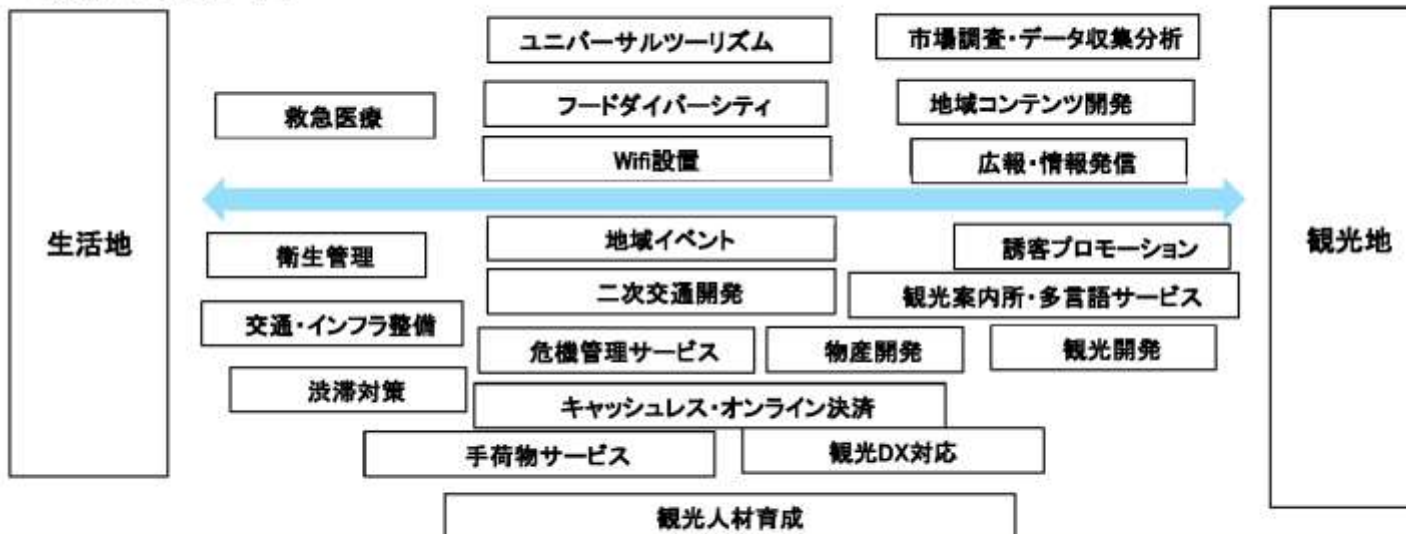 生活地
救急医療
ユニバーサルツーリズム
市場調査・データ収集分析
フードダイバーシティ
地域コンテンツ開発
Wifi設置
広報・情報発信
衛生管理
地域イベント
誘客プロモーション
二次交通開発
観光案内所・多言語サービス
交通・インフラ整備
危機管理サービス
物産開発
観光開発
渋滞対策
キャッシュレス・オンライン決済
手荷物サービス
観光DX対応
観光人材育成
観光地